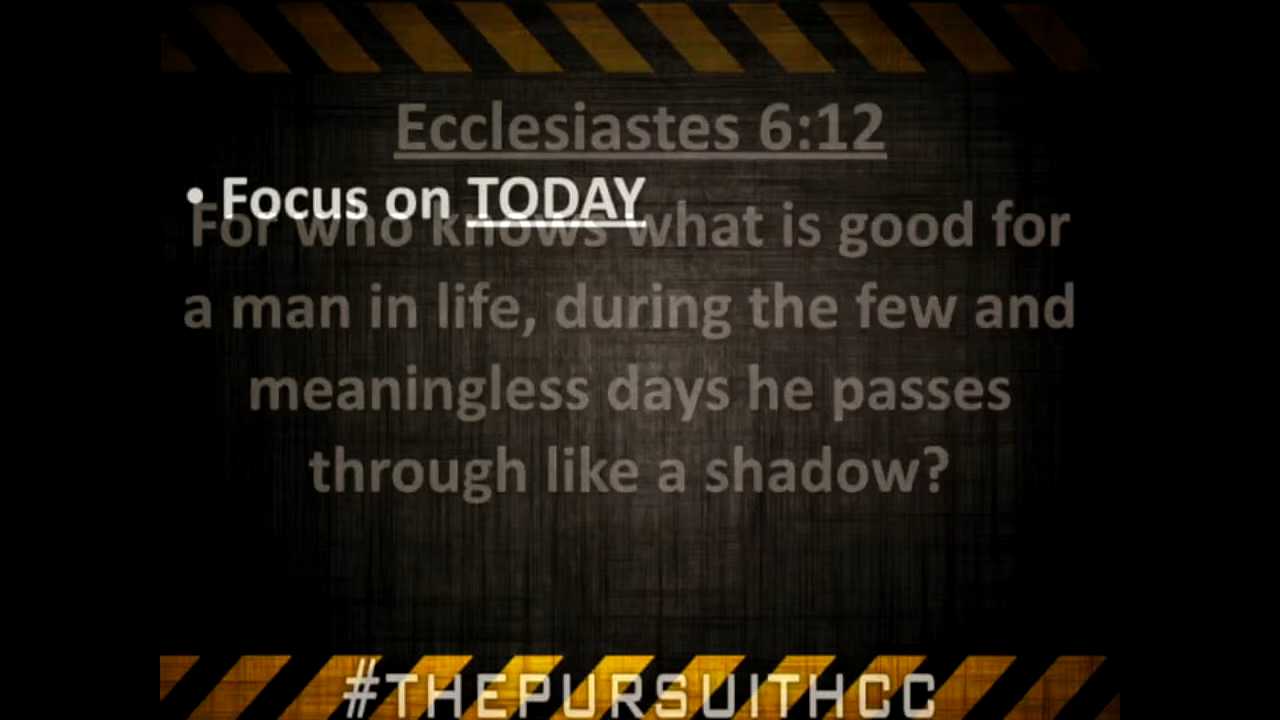 Ecclesiastes 6:12
• Focus on TODAY
For who knows what is good for
a man in life, during the few and
meaningless days he passes
through like a shadow?
#THEPURSUITHCC